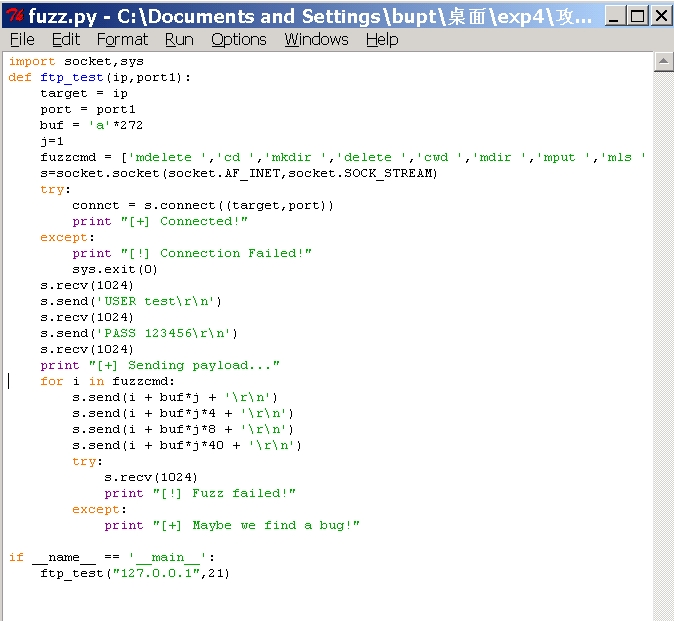 fuzz.py - C:\Documents and Settings\bupt\桌面\exp4\攻...
File Edit Format Run Options Windows Help
import socket,sys
def ftp_test(ip,port1):
    target = ip
    port = port1
    buf = 'a'*272
    j=1
    fuzzcmd = ['mdelete ','cd ','mkdir ','delete ','cwd ','mdir ','mput ','mls '
    s=socket.socket(socket.AF_INET,socket.SOCK_STREAM)
    try:
        connct = s.connect((target,port))
        print "[+] Connected!"
    except:
        print "[!] Connection Failed!"
        sys.exit(0)
    s.recv(1024)
    s.send('USER test\r\n')
    s.recv(1024)
    s.send('PASS 123456\r\n')
    s.recv(1024)
    print "[+] Sending payload..."
    for i in fuzzcmd:
        s.send(i + buf*j + '\r\n')
        s.send(i + buf*j*4 + '\r\n')
        s.send(i + buf*j*8 + '\r\n')
        s.send(i + buf*j*40 + '\r\n')
        try:
            s.recv(1024)
            print "[!] Fuzz failed!"
        except:
            print "[+] Maybe we find a bug!"
if __name__ == '__main__':
    ftp_test("127.0.0.1",21)